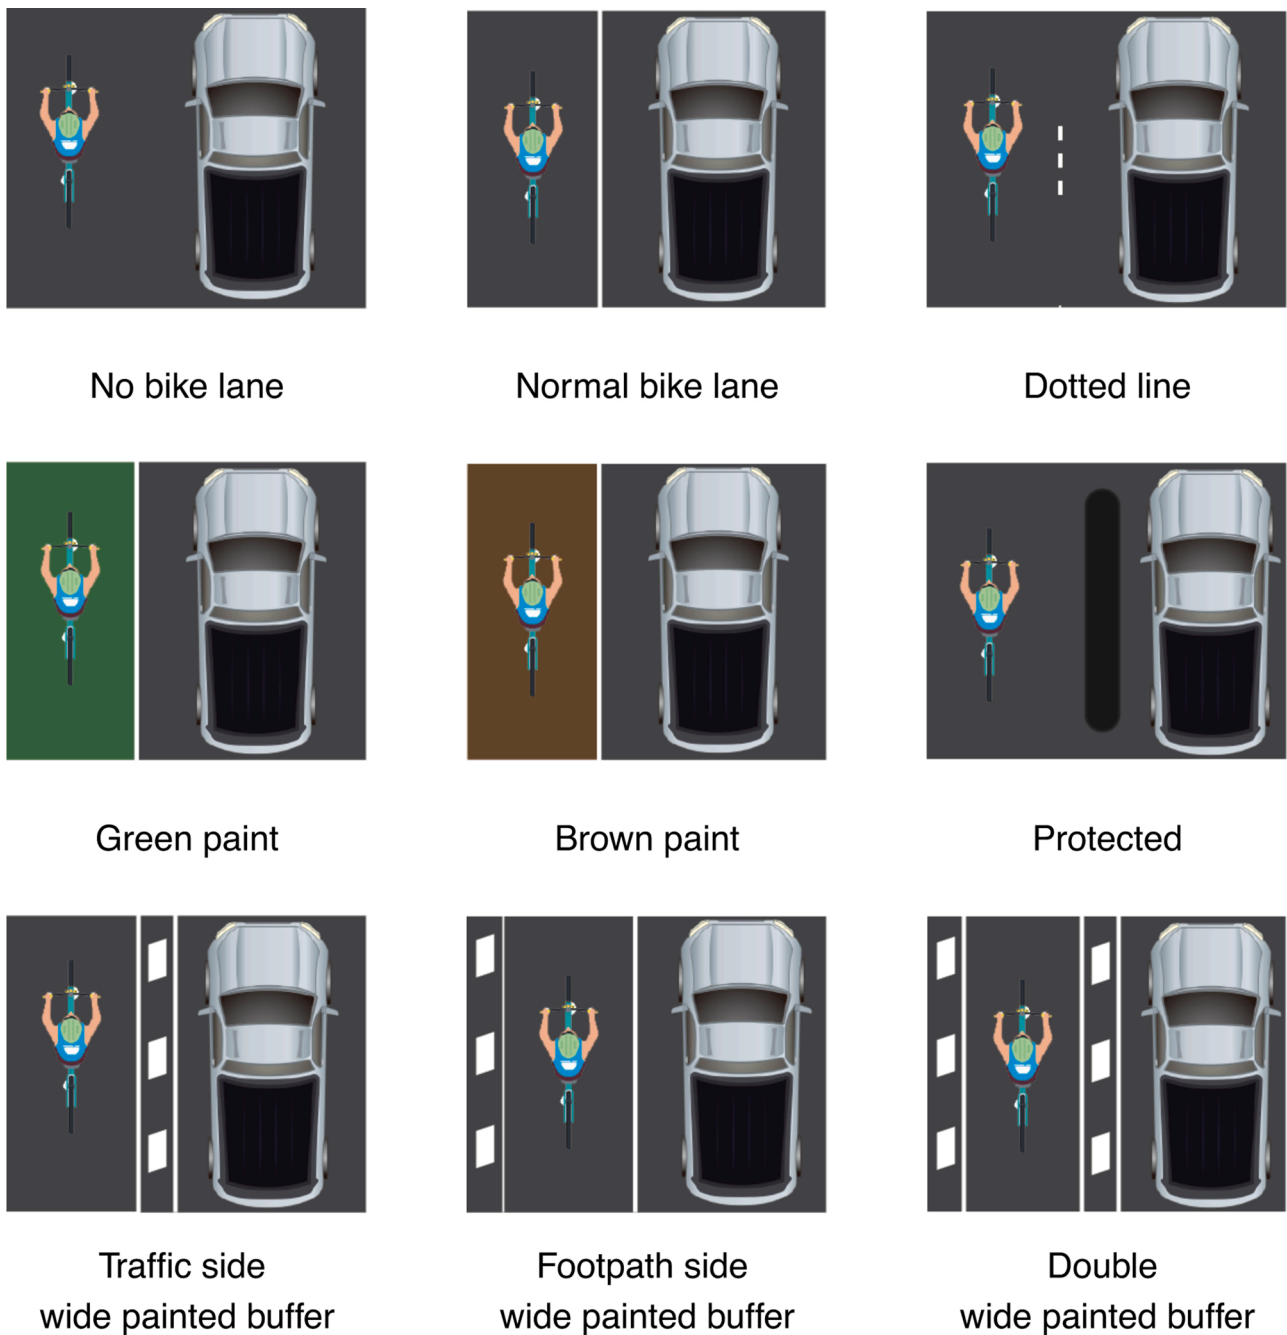 No bike lane
Normal bike lane
Dotted line
Green paint
Brown paint
Protected
Traffic side
wide painted buffer
Footpath side
wide painted buffer
Double
wide painted buffer